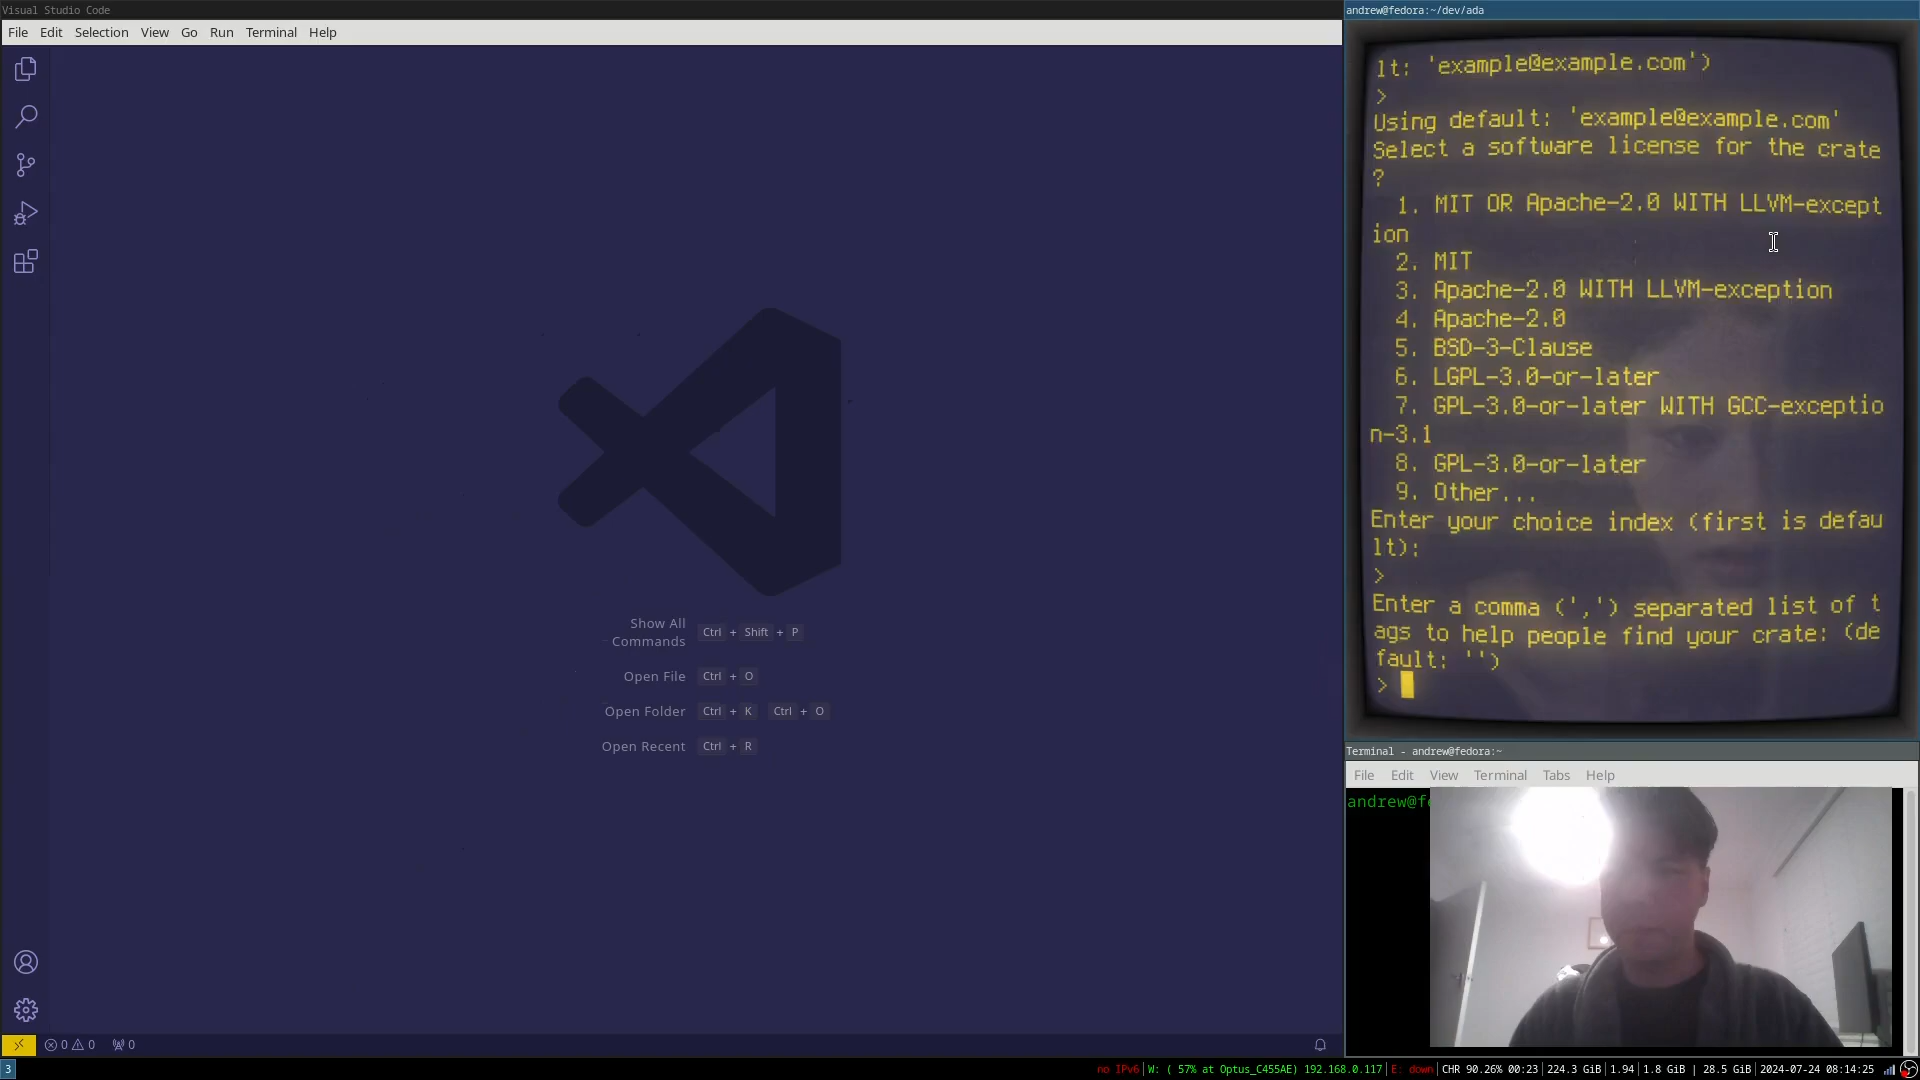 Visual Studio Code
File Edit Selection View Go Run Terminal Help
Show All Commands Ctrl + Shift + P
Open File Ctrl + O
Open Folder Ctrl + K Ctrl + O
Open Recent Ctrl + R
0 0 0
andrew@fedora:~/dev/ada
lt: 'example@example.com')
>
Using default: 'example@example.com'
Select a software license for the crate
?
1. MIT OR Apache-2.0 WITH LLVM-except
ion
2. MIT
3. Apache-2.0 WITH LLVM-exception
4. Apache-2.0
5. BSD-3-Clause
6. LGPL-3.0-or-later
7. GPL-3.0-or-later WITH GCC-exceptio
n-3.1
8. GPL-3.0-or-later
9. Other...
Enter your choice index (first is defau
lt):
>
Enter a comma (',') separated list of t
ags to help people find your crate: (de
fault: '')
>
Terminal - andrew@fedora:~
File Edit View Terminal Tabs Help
andrew@fe
3
no IPv6 | W: ( 57% at Optus_C455AE) 192.168.0.117 | E: down | CHR 90.26% 00:23 | 224.3 GiB | 1.94 | 1.8 GiB | 28.5 GiB | 2024-07-24 08:14:25